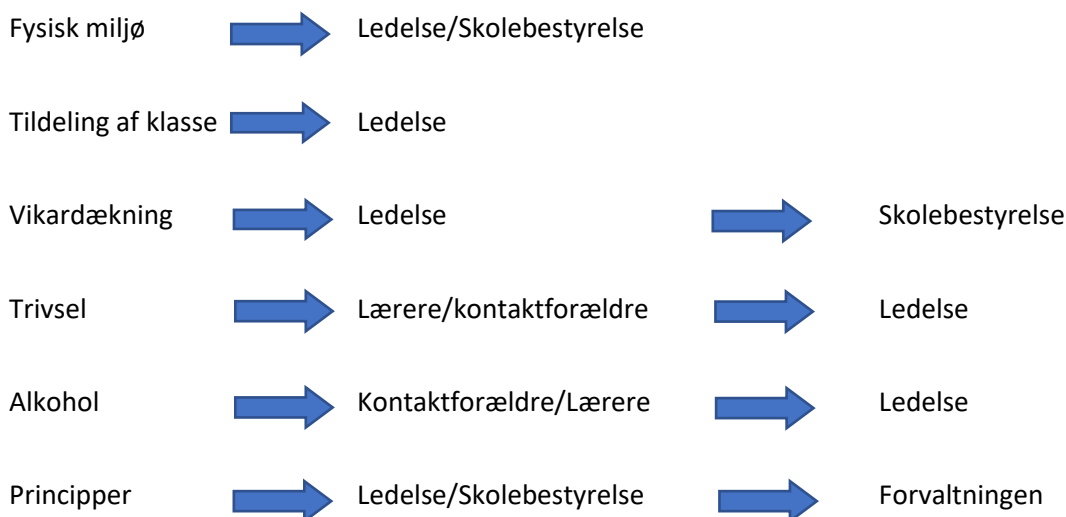 Fysisk miljø Ledelse/Skolebestyrelse
Tildeling af klasse Ledelse
Vikardækning Ledelse Skolebestyrelse
Trivsel Lærere/kontaktforældre Ledelse
Alkohol Kontaktforældre/Lærere Ledelse
Principper Ledelse/Skolebestyrelse Forvaltningen